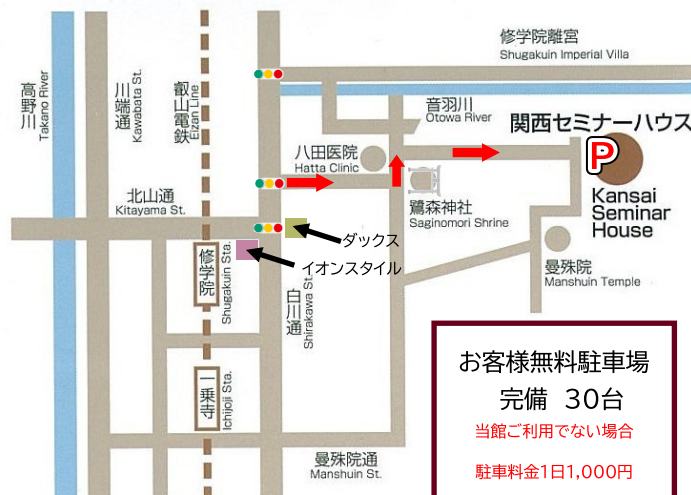 修学院離宮
Shugakuin Imperial Villa
高野川
Takano River
川端通
Kawabata St.
叡山電鉄
Eizan Line
音羽川
Otowa River
関西セミナーハウス
P
Kansai
Seminar
House
八田医院
Hatta Clinic
北山通
Kitayama St.
鷺森神社
Saginomori Shrine
ダックス
イオンスタイル
修学院
Shugakuin Sta.
白川通
Shirakawa St.
曼殊院
Manshuin Temple
一乗寺
Ichijoji Sta.
曼殊院通
Manshuin St.
お客様無料駐車場
完備 30台
当館ご利用でない場合
駐車料金1日1,000円